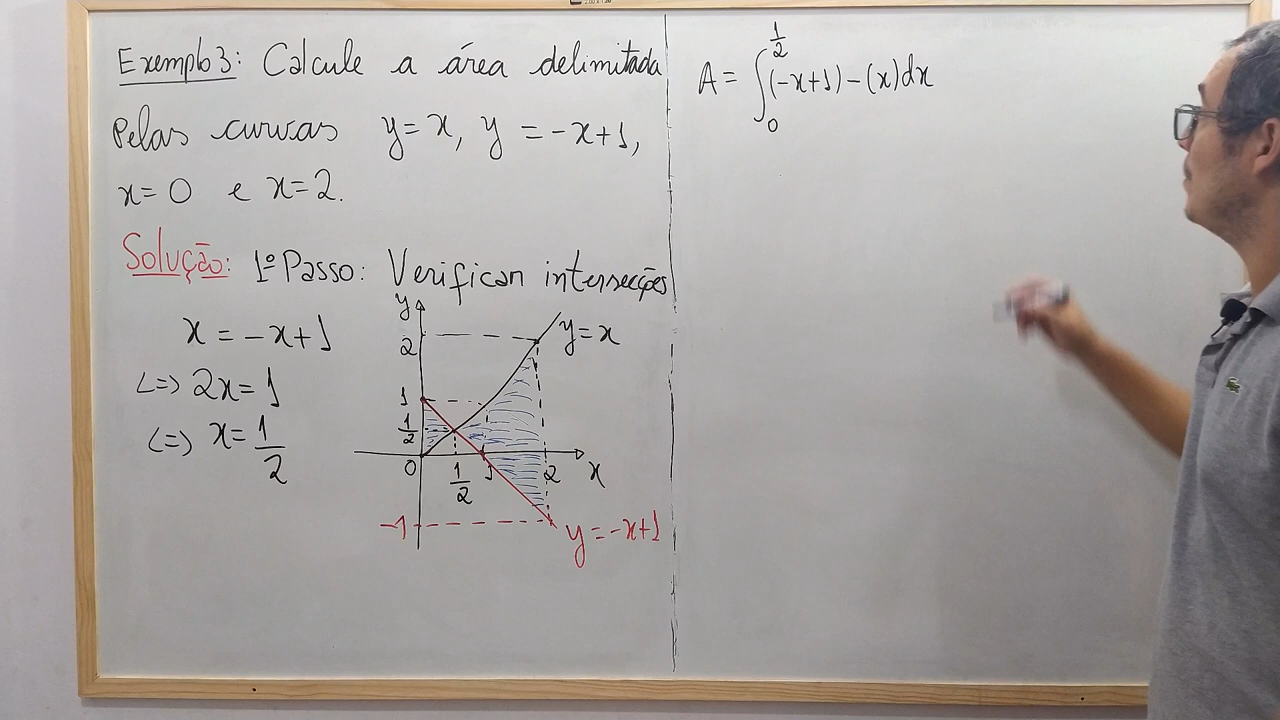 Exemplo 3: Calcule a área delimitada
pelas curvas y = x, y = -x+1,
x = 0 e x = 2.
Solução: 1º Passo: Verificar intersecções
x = -x+1
<=> 2x = 1
<=> x = 1/2
y
2
1
1/2
0
1/2
1
2
x
-1
y = x
y = -x+1
A = ∫₀^{1/2} (-x+1) - (x) dx